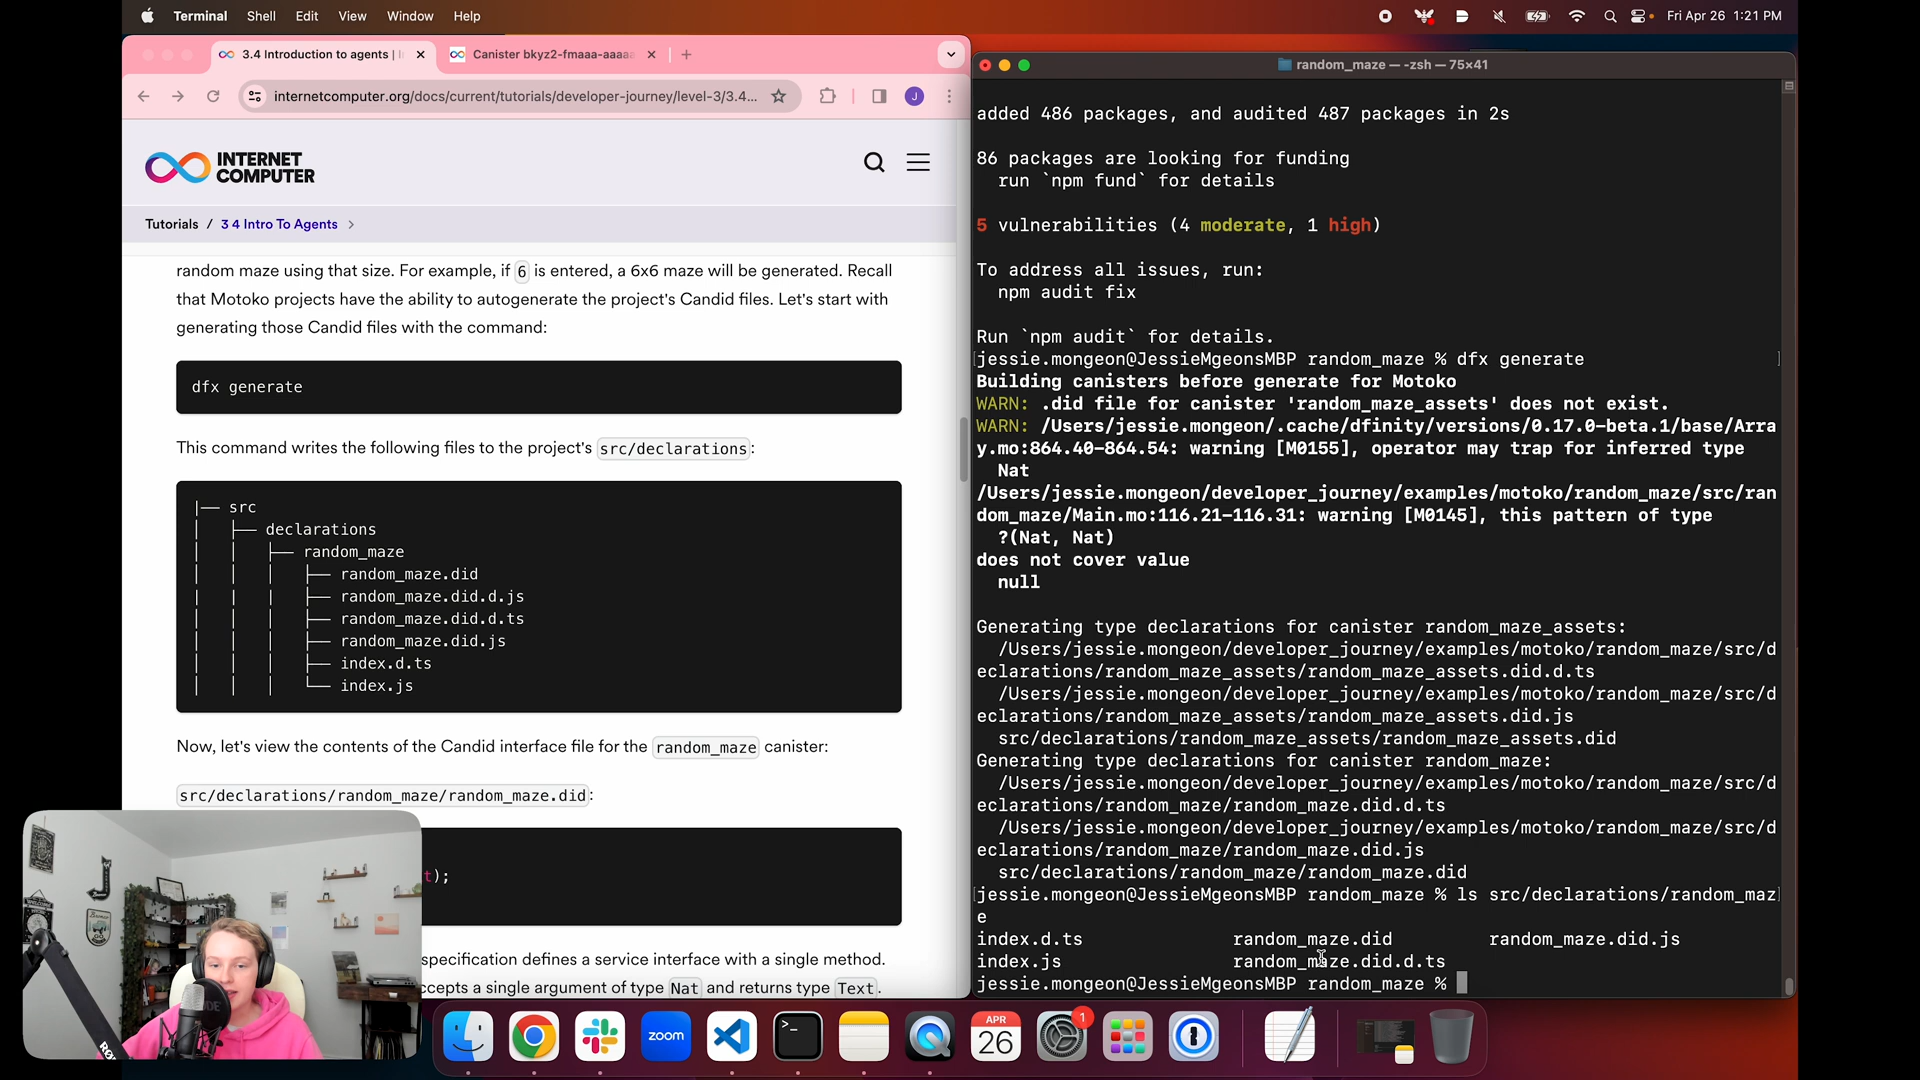 Terminal Shell Edit View Window Help
Fri Apr 26 1:21 PM
3.4 Introduction to agents |
Canister bkyz2-fmaaa-aaaaa
internetcomputer.org/docs/current/tutorials/developer-journey/level-3/3.4...
J
INTERNET
COMPUTER
Tutorials / 3 4 Intro To Agents >
random maze using that size. For example, if 6 is entered, a 6x6 maze will be generated. Recall
that Motoko projects have the ability to autogenerate the project's Candid files. Let's start with
generating those Candid files with the command:
dfx generate
This command writes the following files to the project's src/declarations:
|── src
│ ├── declarations
│ │ ├── random_maze
│ │ │ ├── random_maze.did
│ │ │ ├── random_maze.did.d.js
│ │ │ ├── random_maze.did.d.ts
│ │ │ ├── random_maze.did.js
│ │ │ ├── index.d.ts
│ │ │ └── index.js
Now, let's view the contents of the Candid interface file for the random_maze canister:
src/declarations/random_maze/random_maze.did:
t);
specification defines a service interface with a single method.
ccepts a single argument of type Nat and returns type Text.
random_maze — -zsh — 75×41
added 486 packages, and audited 487 packages in 2s
86 packages are looking for funding
run `npm fund` for details
5 vulnerabilities (4 moderate, 1 high)
To address all issues, run:
npm audit fix
Run `npm audit` for details.
[jessie.mongeon@JessieMgeonsMBP random_maze % dfx generate ]
Building canisters before generate for Motoko
WARN: .did file for canister 'random_maze_assets' does not exist.
WARN: /Users/jessie.mongeon/.cache/dfinity/versions/0.17.0-beta.1/base/Arra
y.mo:864.40-864.54: warning [M0155], operator may trap for inferred type
Nat
/Users/jessie.mongeon/developer_journey/examples/motoko/random_maze/src/ran
dom_maze/Main.mo:116.21-116.31: warning [M0145], this pattern of type
?(Nat, Nat)
does not cover value
null
Generating type declarations for canister random_maze_assets:
/Users/jessie.mongeon/developer_journey/examples/motoko/random_maze/src/d
eclarations/random_maze_assets/random_maze_assets.did.d.ts
/Users/jessie.mongeon/developer_journey/examples/motoko/random_maze/src/d
eclarations/random_maze_assets/random_maze_assets.did.js
src/declarations/random_maze_assets/random_maze_assets.did
Generating type declarations for canister random_maze:
/Users/jessie.mongeon/developer_journey/examples/motoko/random_maze/src/d
eclarations/random_maze/random_maze.did.d.ts
/Users/jessie.mongeon/developer_journey/examples/motoko/random_maze/src/d
eclarations/random_maze/random_maze.did.js
src/declarations/random_maze/random_maze.did
[jessie.mongeon@JessieMgeonsMBP random_maze % ls src/declarations/random_maz]
e
index.d.ts random_maze.did random_maze.did.js
index.js random_maze.did.d.ts
jessie.mongeon@JessieMgeonsMBP random_maze %
zoom
>_
APR
26
1